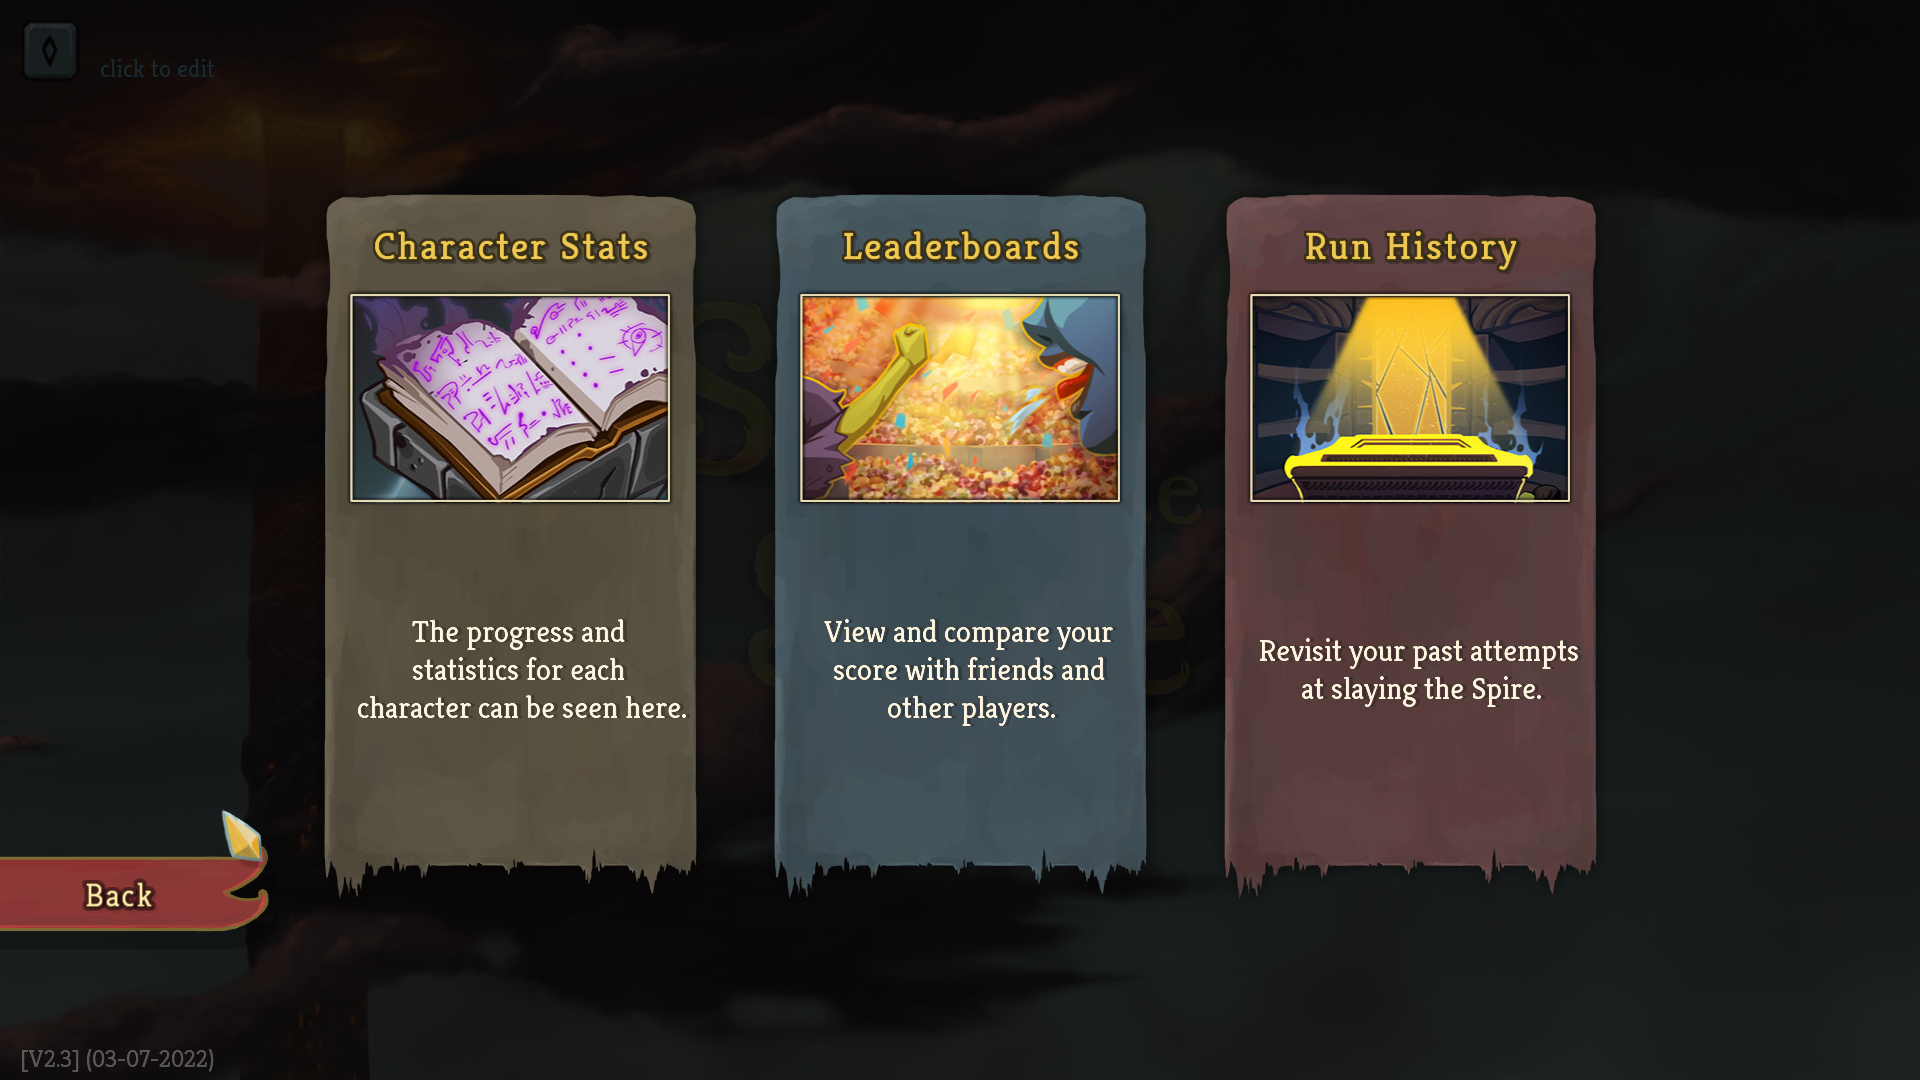 click to edit
Character Stats
The progress and
statistics for each
character can be seen here.
Leaderboards
View and compare your
score with friends and
other players.
Run History
Revisit your past attempts
at slaying the Spire.
Back
[V2.3] (03-07-2022)